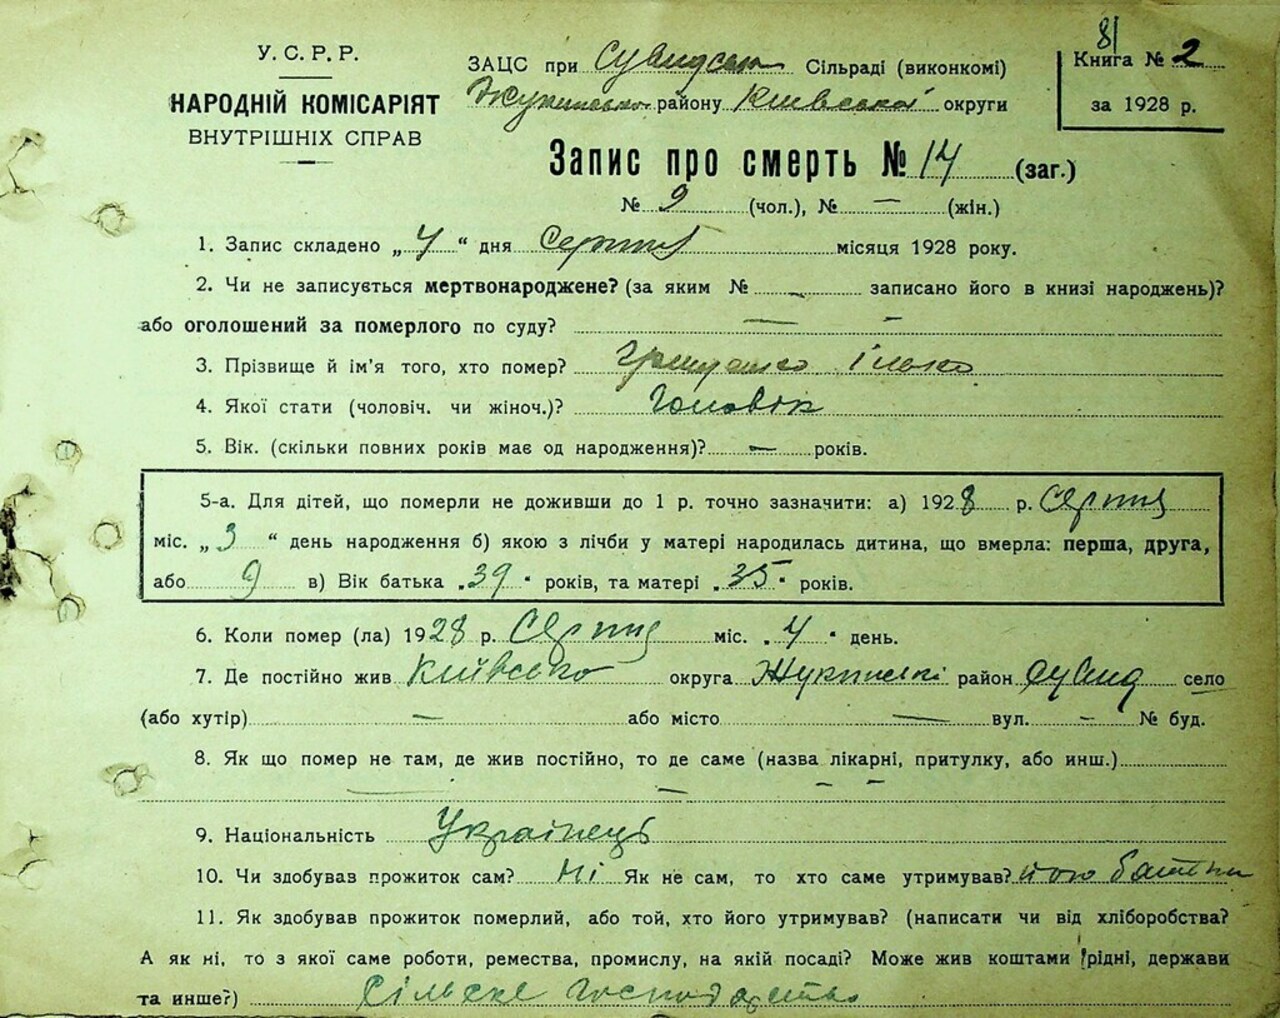 81
У.С.Р.Р.
НАРОДНІЙ КОМІСАРІЯТ
ВНУТРІШНІХ СПРАВ
ЗАЦС при Сувидськ Сільраді (виконкомі)
Жукинсько району Київської округи
Книга № 2
за 1928 р.
Запис про смерть № 14 (заг.)
№ 9 (чол.), № — (жін.)
1. Запис складено „ 4 “ дня Серпня місяця 1928 року.
2. Чи не записується мертвонароджене? (за яким № - записано його в книзі народжень)?
або оголошений за померлого по суду? — -
3. Прізвище й ім'я того, хто помер? Грищенко Ілько
4. Якої стати (чоловіч. чи жіноч.)? Чоловік
5. Вік. (скільки повних років має од народження)? — років.
5-а. Для дітей, що померли не доживши до 1 р. точно зазначити: а) 1928 р. Серпня
міс. „ 3 “ день народження б) якою з лічби у матері народилась дитина, що вмерла: перша, друга,
або 9 в) Вік батька „39" років, та матері „35" років.
6. Коли помер (ла) 1928 р. Серпня міс. „ 4 " день.
7. Де постійно жив Київсько округа Жукинські район Сувид село
(або хутір) — або місто — вул. — № буд.
8. Як що помер не там, де жив постійно, то де саме (назва лікарні, притулку, або инш.)
— — - -
9. Національність Українець
10. Чи здобував прожиток сам? Ні Як не сам, то хто саме утримував? його батьки
11. Як здобував прожиток померлий, або той, хто його утримував? (написати чи від хліборобства?
А як ні, то з якої саме роботи, ремества, промислу, на якій посаді? Може жив коштами рідні, держави
та инше?) Сільське Господарство